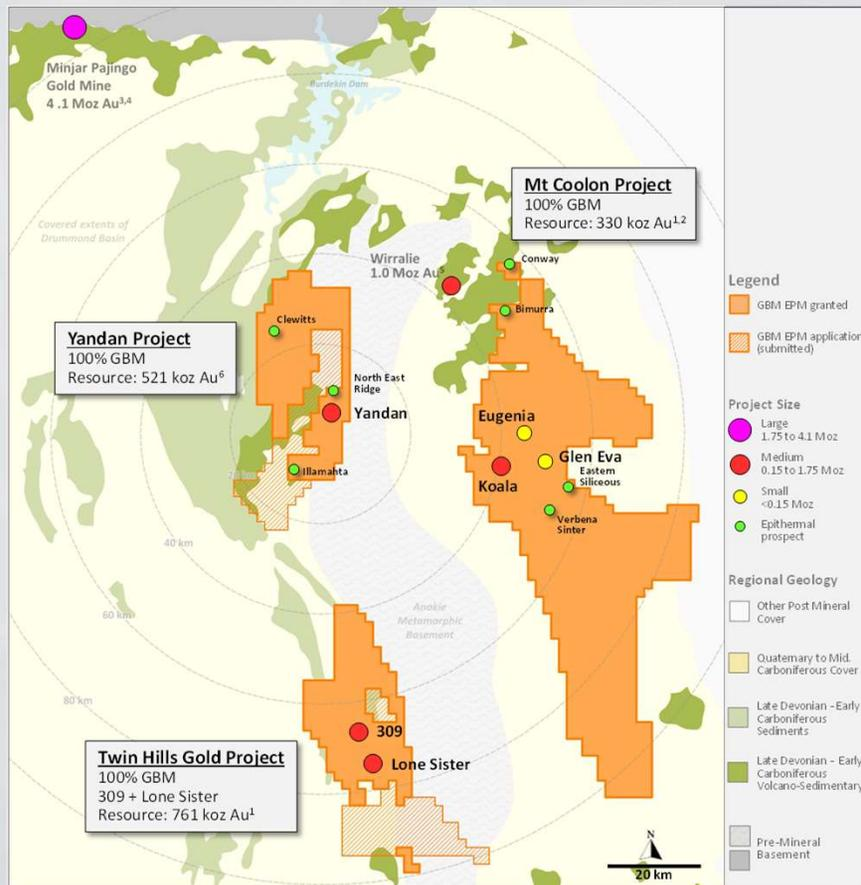 Minjar Pajingo
Gold Mine
4 .1 Moz Au3,4
Burdekin Dam
Covered extents of
Drummond Basin
Mt Coolon Project
100% GBM
Resource: 330 koz Au1,2
Wirralie
1.0 Moz Au5
Conway
Bimurra
Clewitts
Yandan Project
100% GBM
Resource: 521 koz Au6
North East
Ridge
Yandan
Illamahta
Eugenia
Glen Eva
Koala
Eastern
Siliceous
Verbena
Sinter
40 km
60 km
80 km
Anakie
Metamorphic
Basement
309
Lone Sister
Twin Hills Gold Project
100% GBM
309 + Lone Sister
Resource: 761 koz Au1
N
20 km
Legend
GBM EPM granted
GBM EPM application
(submitted)
Project Size
Large
1.75 to 4.1 Moz
Medium
0.15 to 1.75 Moz
Small
<0.15 Moz
Epithermal
prospect
Regional Geology
Other Post Mineral
Cover
Quaternary to Mid.
Carboniferous Cover
Late Devonian - Early
Carboniferous
Sediments
Late Devonian - Early
Carboniferous
Volcano-Sedimentary
Pre-Mineral
Basement